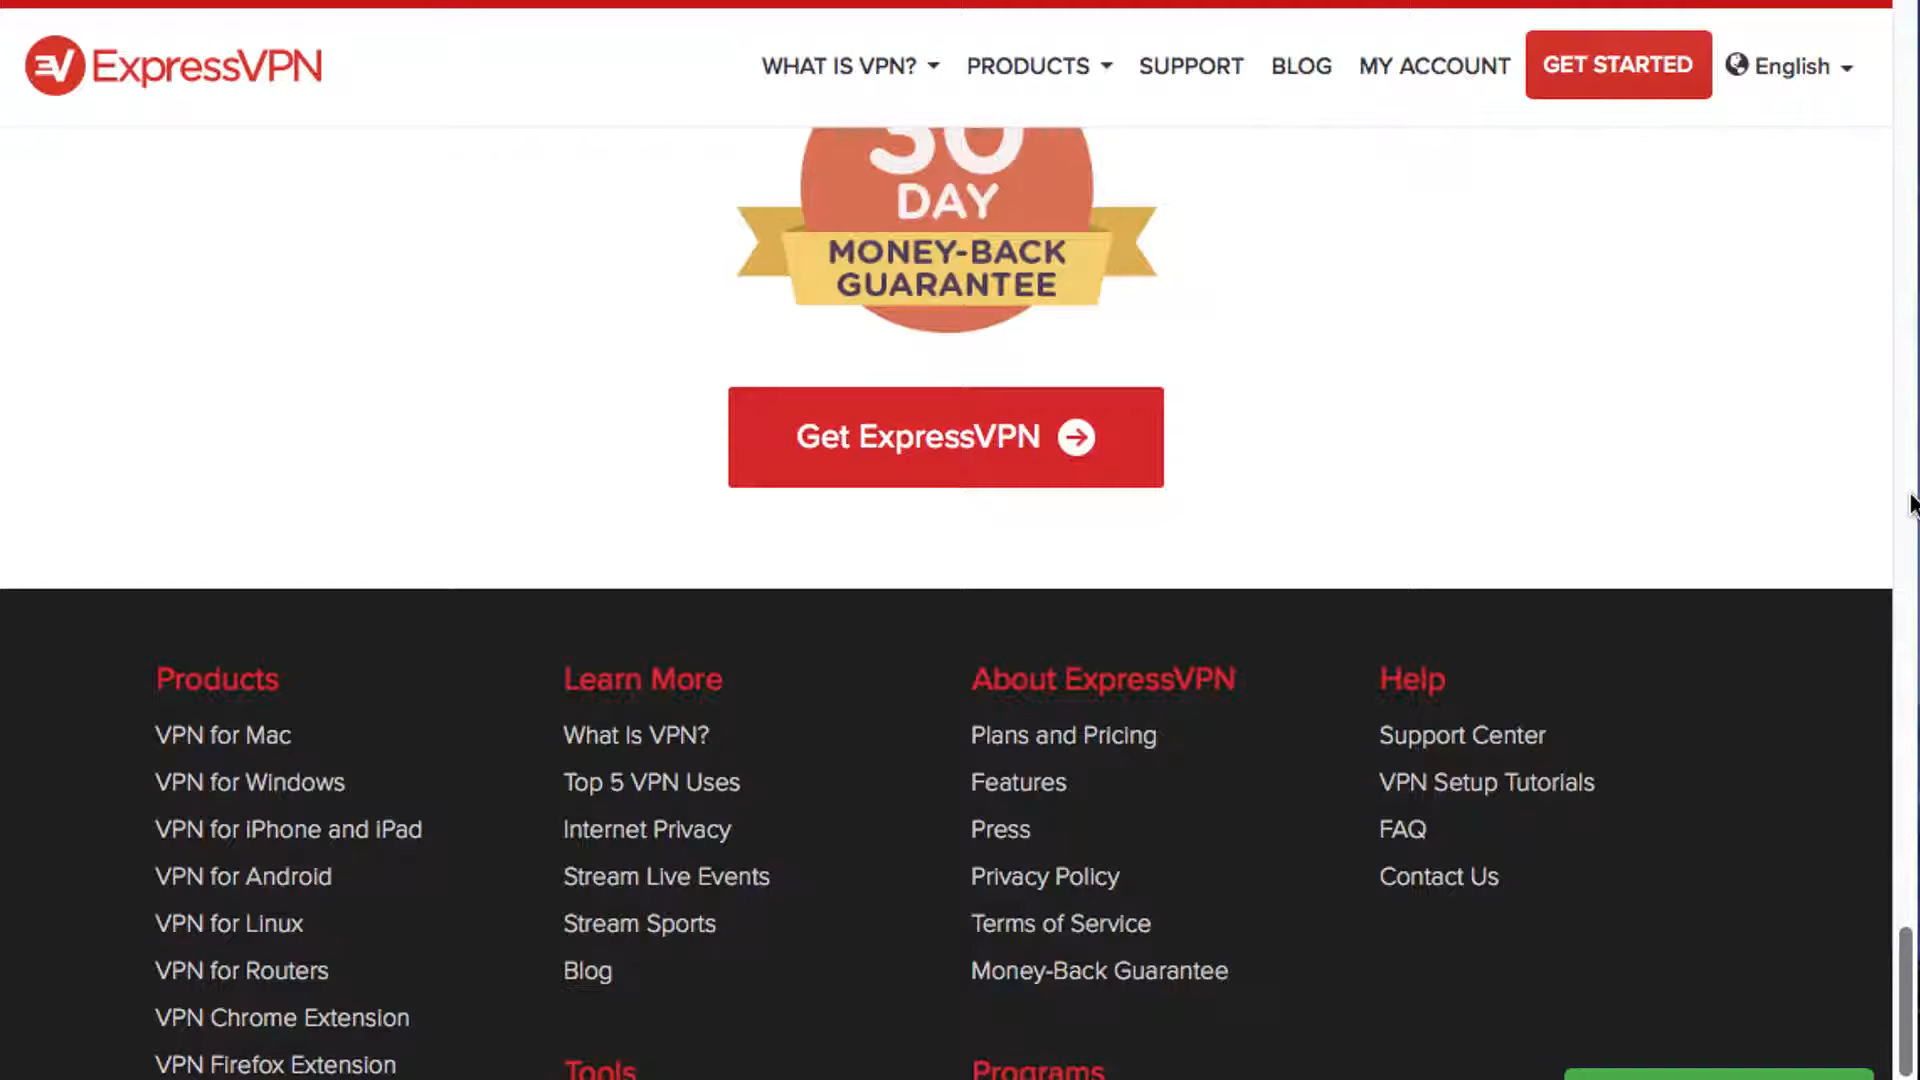 ExpressVPN
WHAT IS VPN? PRODUCTS SUPPORT BLOG MY ACCOUNT GET STARTED English
30
DAY
MONEY-BACK
GUARANTEE
Get ExpressVPN
Products
VPN for Mac
VPN for Windows
VPN for iPhone and iPad
VPN for Android
VPN for Linux
VPN for Routers
VPN Chrome Extension
VPN Firefox Extension
Learn More
What Is VPN?
Top 5 VPN Uses
Internet Privacy
Stream Live Events
Stream Sports
Blog
Tools
About ExpressVPN
Plans and Pricing
Features
Press
Privacy Policy
Terms of Service
Money-Back Guarantee
Programs
Help
Support Center
VPN Setup Tutorials
FAQ
Contact Us